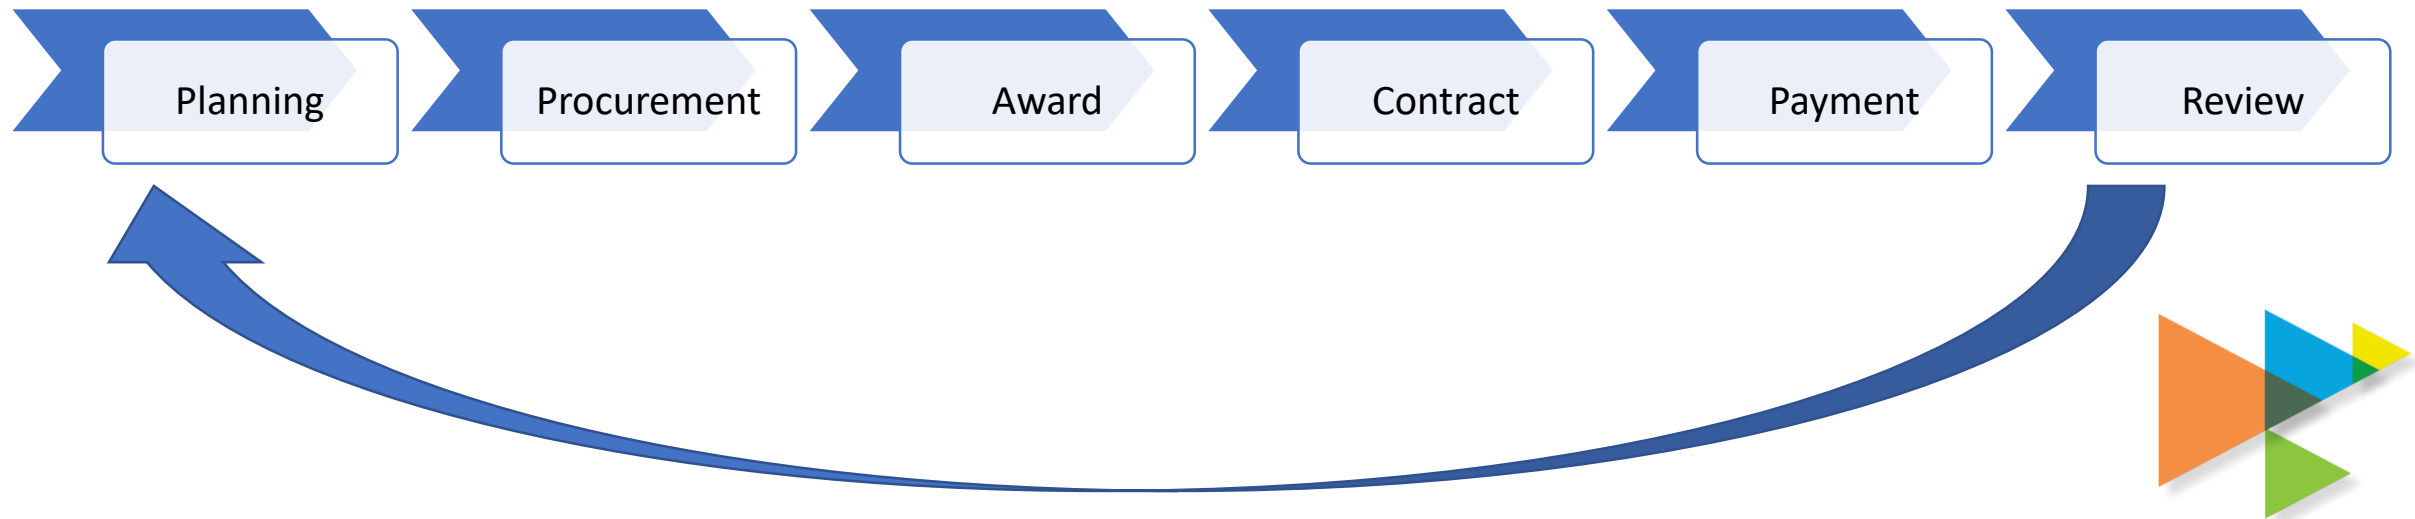 Planning
Procurement
Award
Contract
Payment
Review